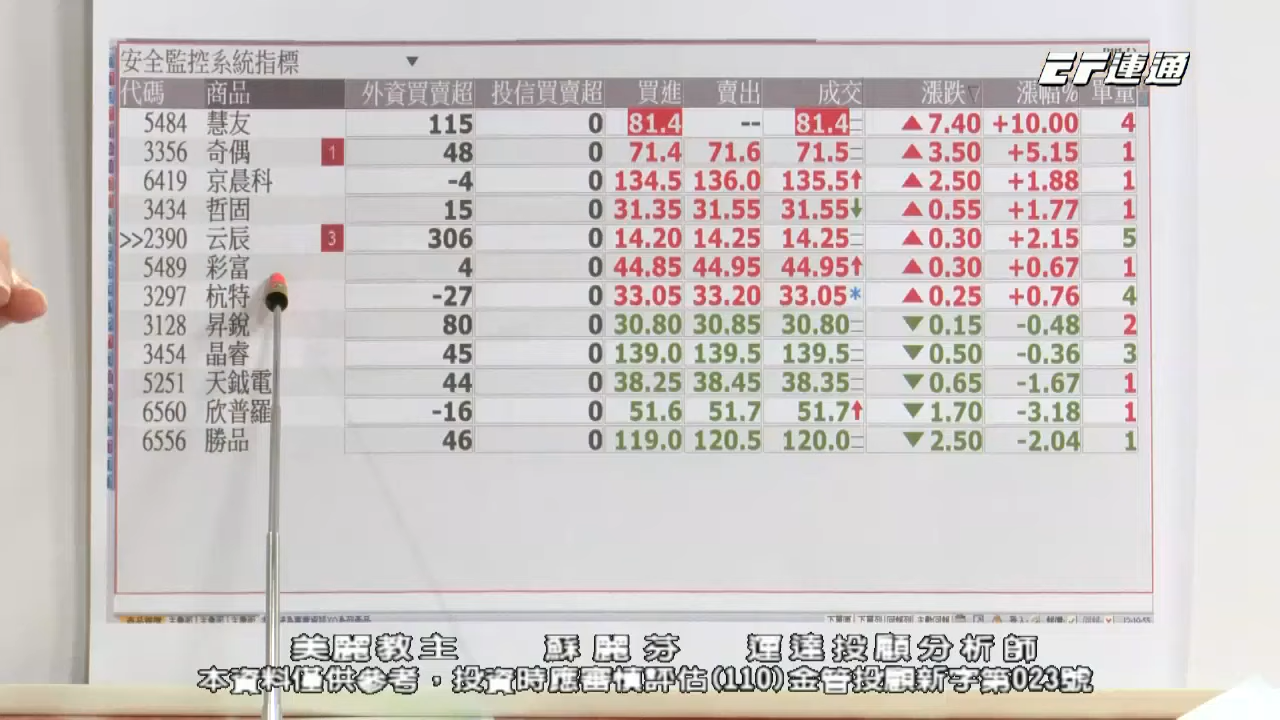 安全監控系統指標 ▼
EF運通
代碼 商品 外資買賣超 投信買賣超 買進 賣出 成交 漲跌▽ 漲幅% 單量
5484 慧友 115 0 81.4 -- 81.4 ▲7.40 +10.00 4
3356 奇偶 1 48 0 71.4 71.6 71.5 ▲3.50 +5.15 1
6419 京晨科 -4 0 134.5 136.0 135.5↑ ▲2.50 +1.88 1
3434 哲固 15 0 31.35 31.55 31.55↓ ▲0.55 +1.77 1
>>2390 云辰 3 306 0 14.20 14.25 14.25 ▲0.30 +2.15 5
5489 彩富 4 0 44.85 44.95 44.95↑ ▲0.30 +0.67 1
3297 杭特 -27 0 33.05 33.20 33.05* ▲0.25 +0.76 4
3128 昇銳 80 0 30.80 30.85 30.80 ▼0.15 -0.48 2
3454 晶睿 45 0 139.0 139.5 139.5 ▼0.50 -0.36 3
5251 天鉞電 44 0 38.25 38.45 38.35 ▼0.65 -1.67 1
6560 欣普羅 -16 0 51.6 51.7 51.7↑ ▼1.70 -3.18 1
6556 勝品 46 0 119.0 120.5 120.0 ▼2.50 -2.04 1
美麗教主 蘇麗芬 運達投顧分析師
本資料僅供參考，投資時應審慎評估(110)金管投顧新字第023號